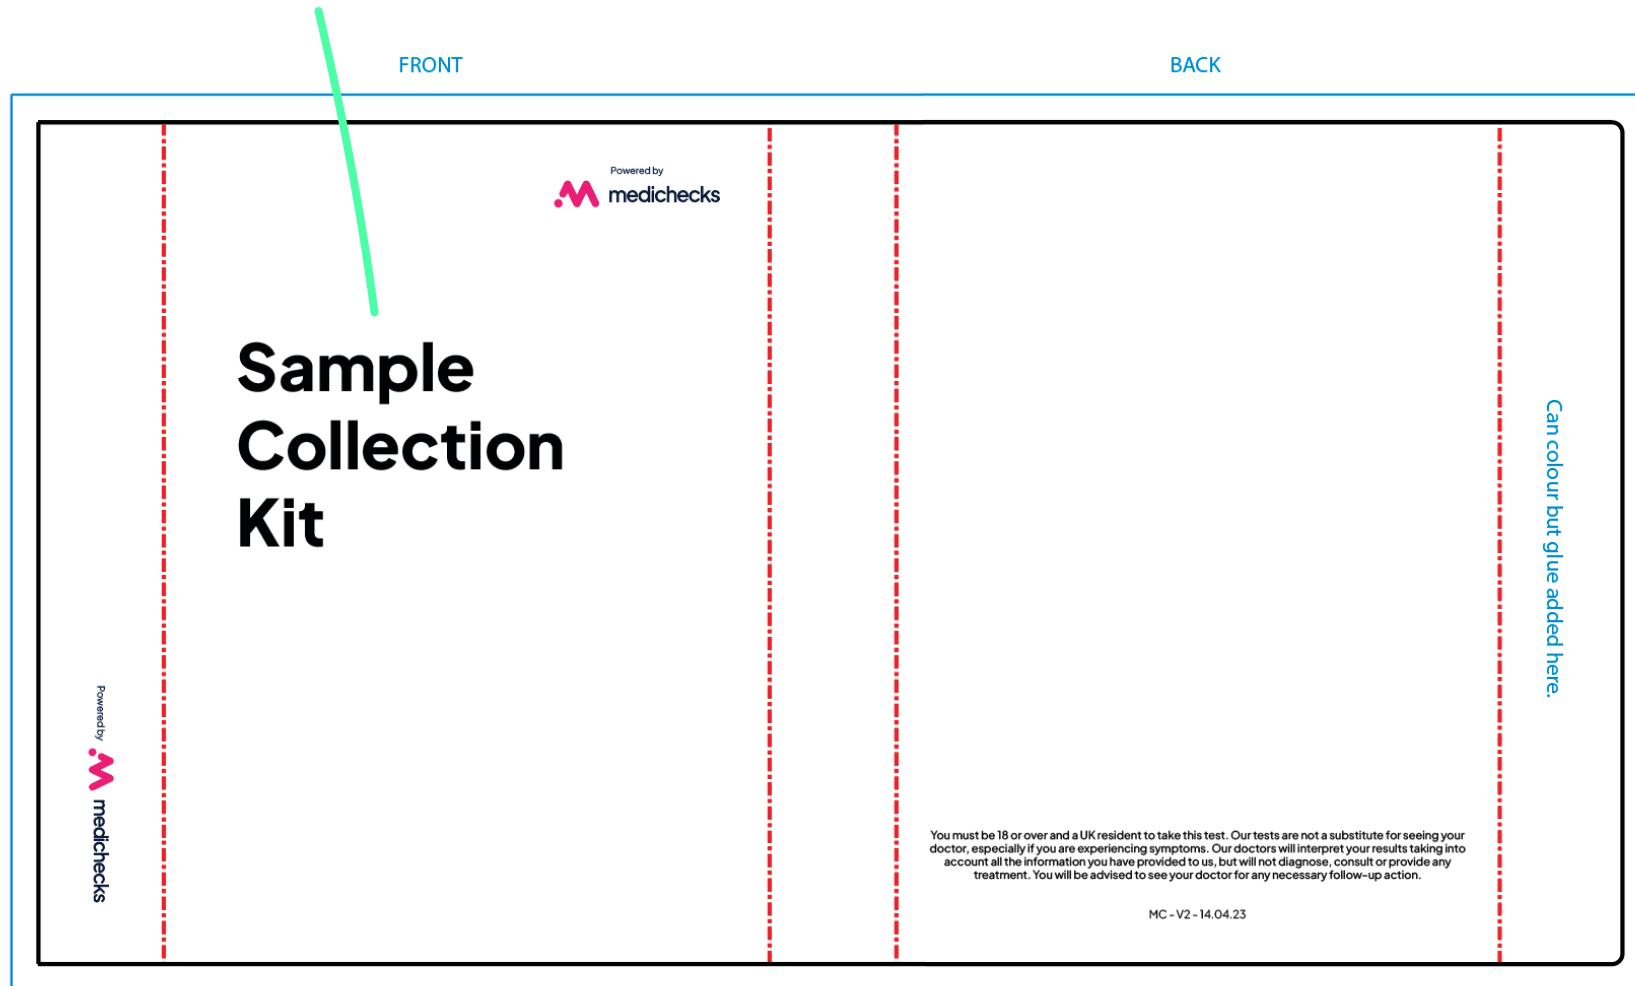 FRONT
BACK
Powered by
medichecks
Sample
Collection
Kit
Powered by
medichecks
Can colour but glue added here.
You must be 18 or over and a UK resident to take this test. Our tests are not a substitute for seeing your
doctor, especially if you are experiencing symptoms. Our doctors will interpret your results taking into
account all the information you have provided to us, but will not diagnose, consult or provide any
treatment. You will be advised to see your doctor for any necessary follow-up action.
MC - V2 - 14.04.23